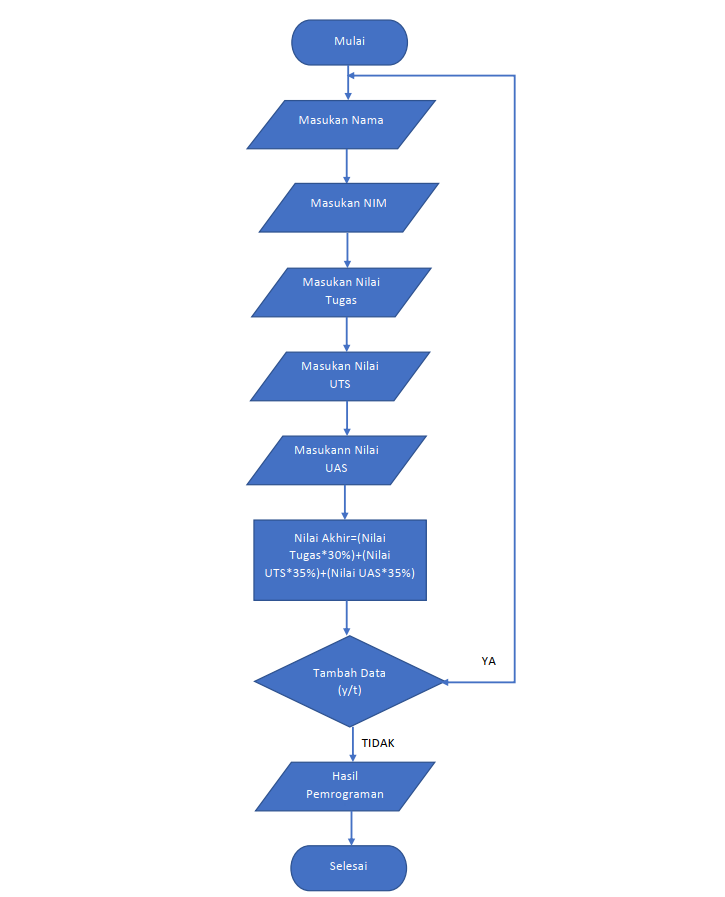 Mulai
Masukan Nama
Masukan NIM
Masukan Nilai
Tugas
Masukan Nilai
UTS
Masukann Nilai
UAS
Nilai Akhir=(Nilai
Tugas*30%)+(Nilai
UTS*35%)+(Nilai UAS*35%)
Tambah Data
(y/t)
YA
TIDAK
Hasil
Pemrograman
Selesai